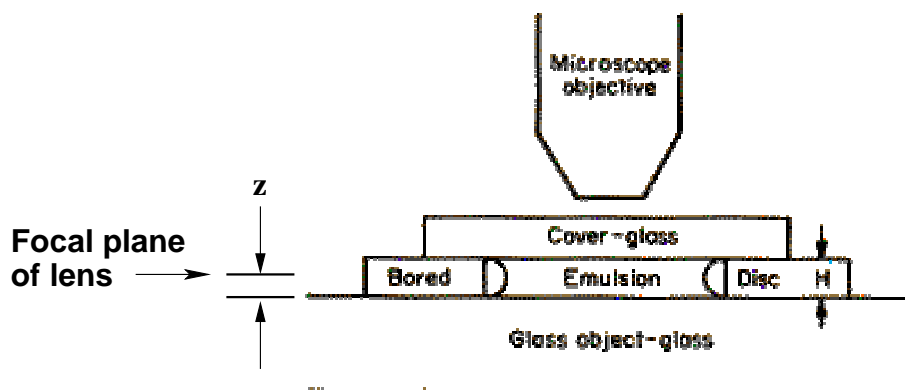 Microscope
objective
z
Focal plane
of lens
Cover-glass
Bored Emulsion Disc H
Glass object-glass